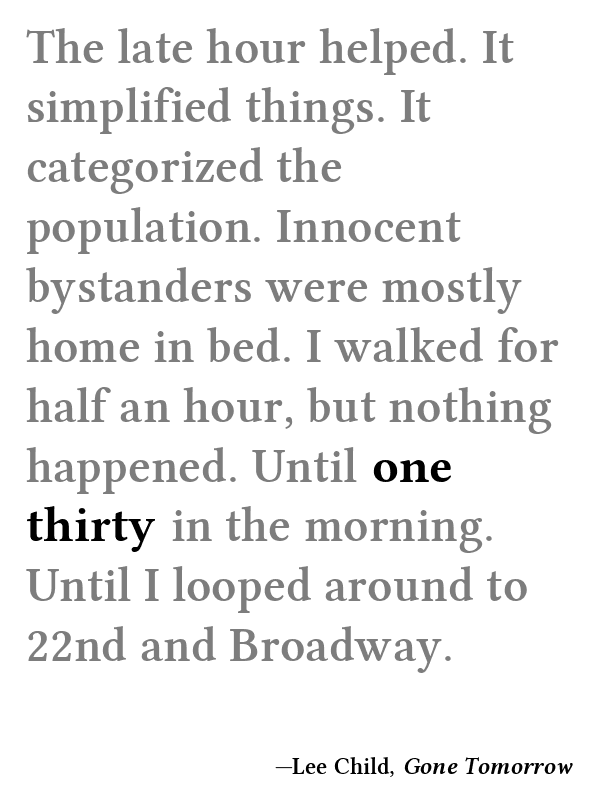 The late hour helped. It
simplified things. It
categorized the
population. Innocent
bystanders were mostly
home in bed. I walked for
half an hour, but nothing
happened. Until one
thirty in the morning.
Until I looped around to
22nd and Broadway.
—Lee Child, Gone Tomorrow